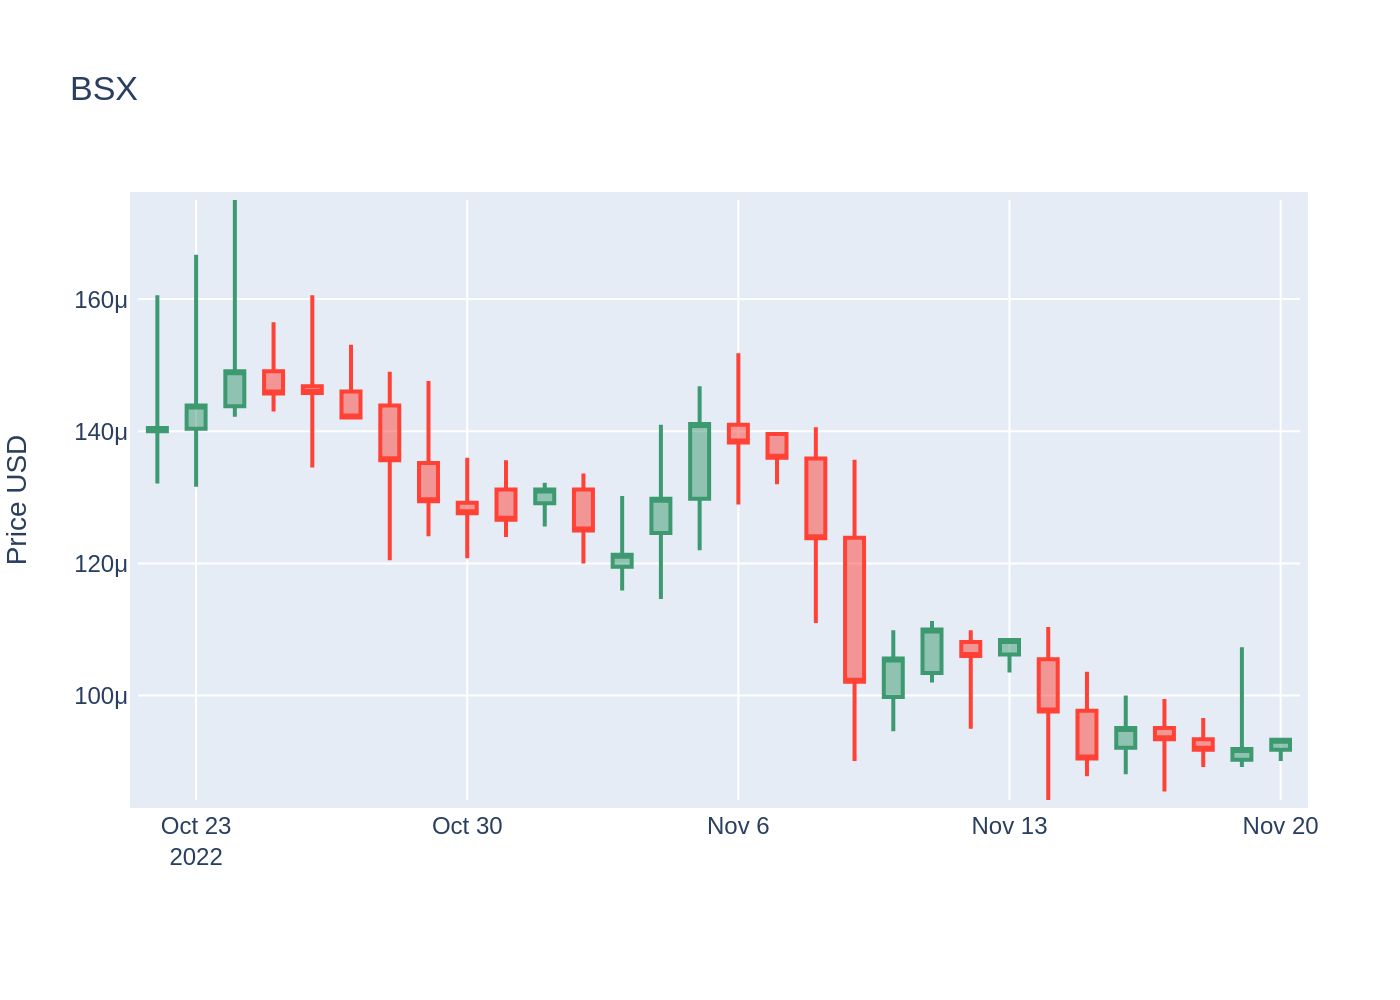 BSX
Price USD
160μ
140μ
120μ
100μ
Oct 23
2022
Oct 30
Nov 6
Nov 13
Nov 20